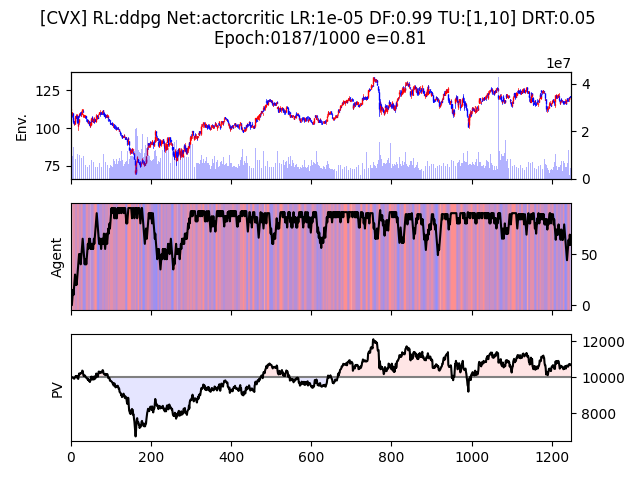 [CVX] RL:ddpg Net:actorcritic LR:1e-05 DF:0.99 TU:[1,10] DRT:0.05
Epoch:0187/1000 e=0.81
1e7
125
100
75
Env.
4
2
0
Agent
50
0
PV
12000
10000
8000
0 200 400 600 800 1000 1200